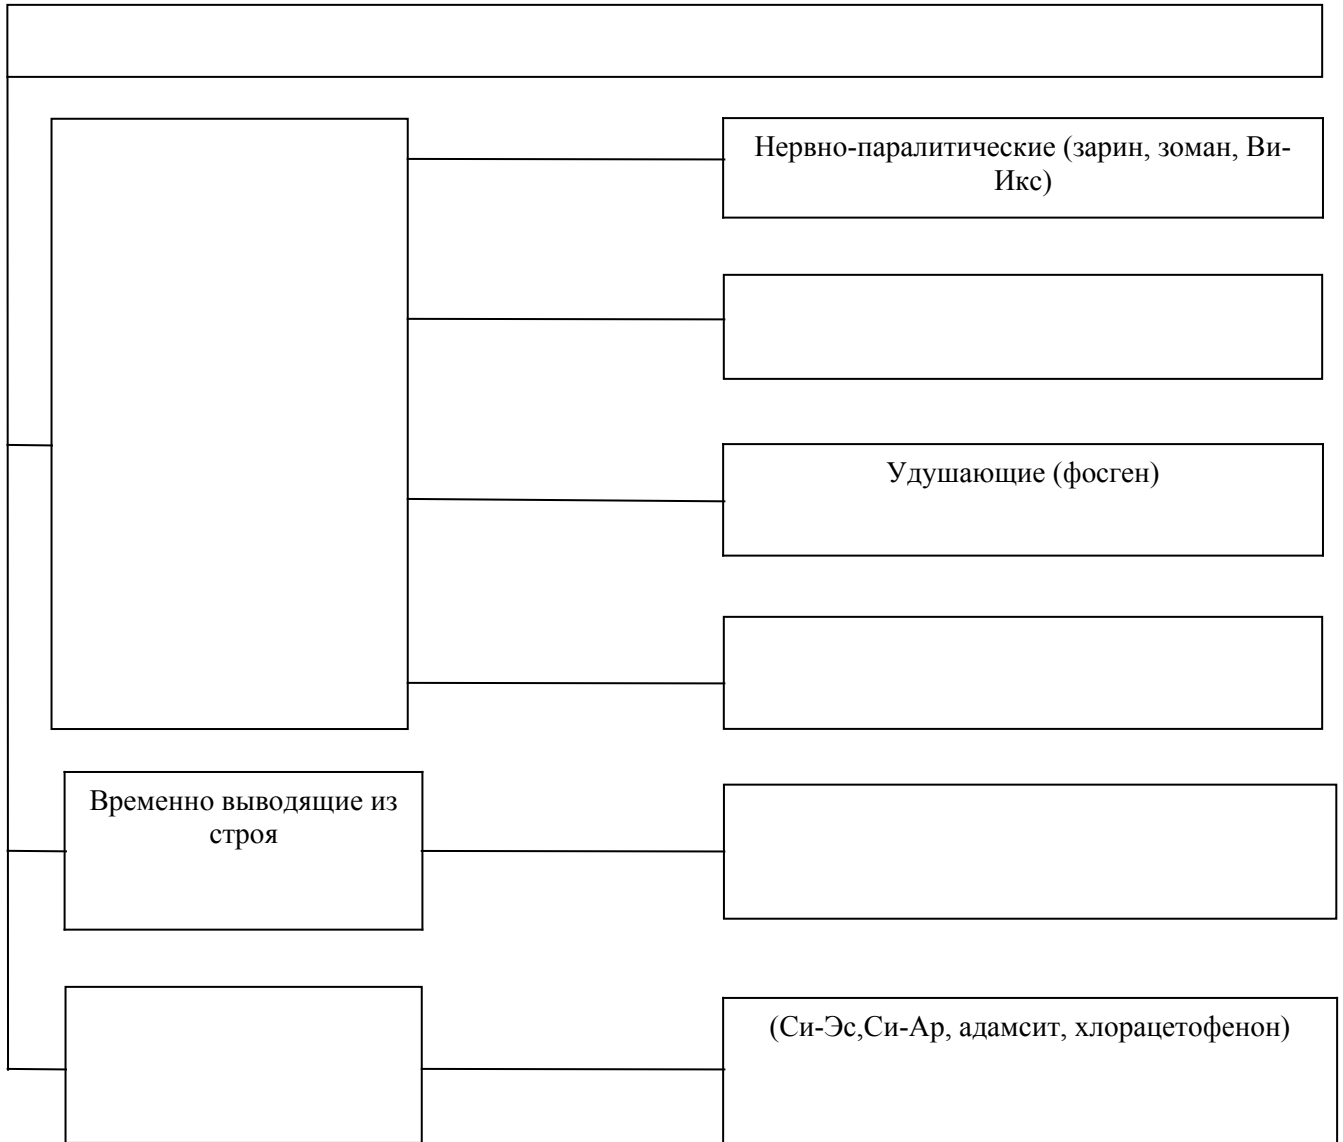 Нервно-паралитические (зарин, зоман, Ви-
Икс)
Удушающие (фосген)
Временно выводящие из
строя
(Си-Эс,Си-Ар, адамсит, хлорацетофенон)